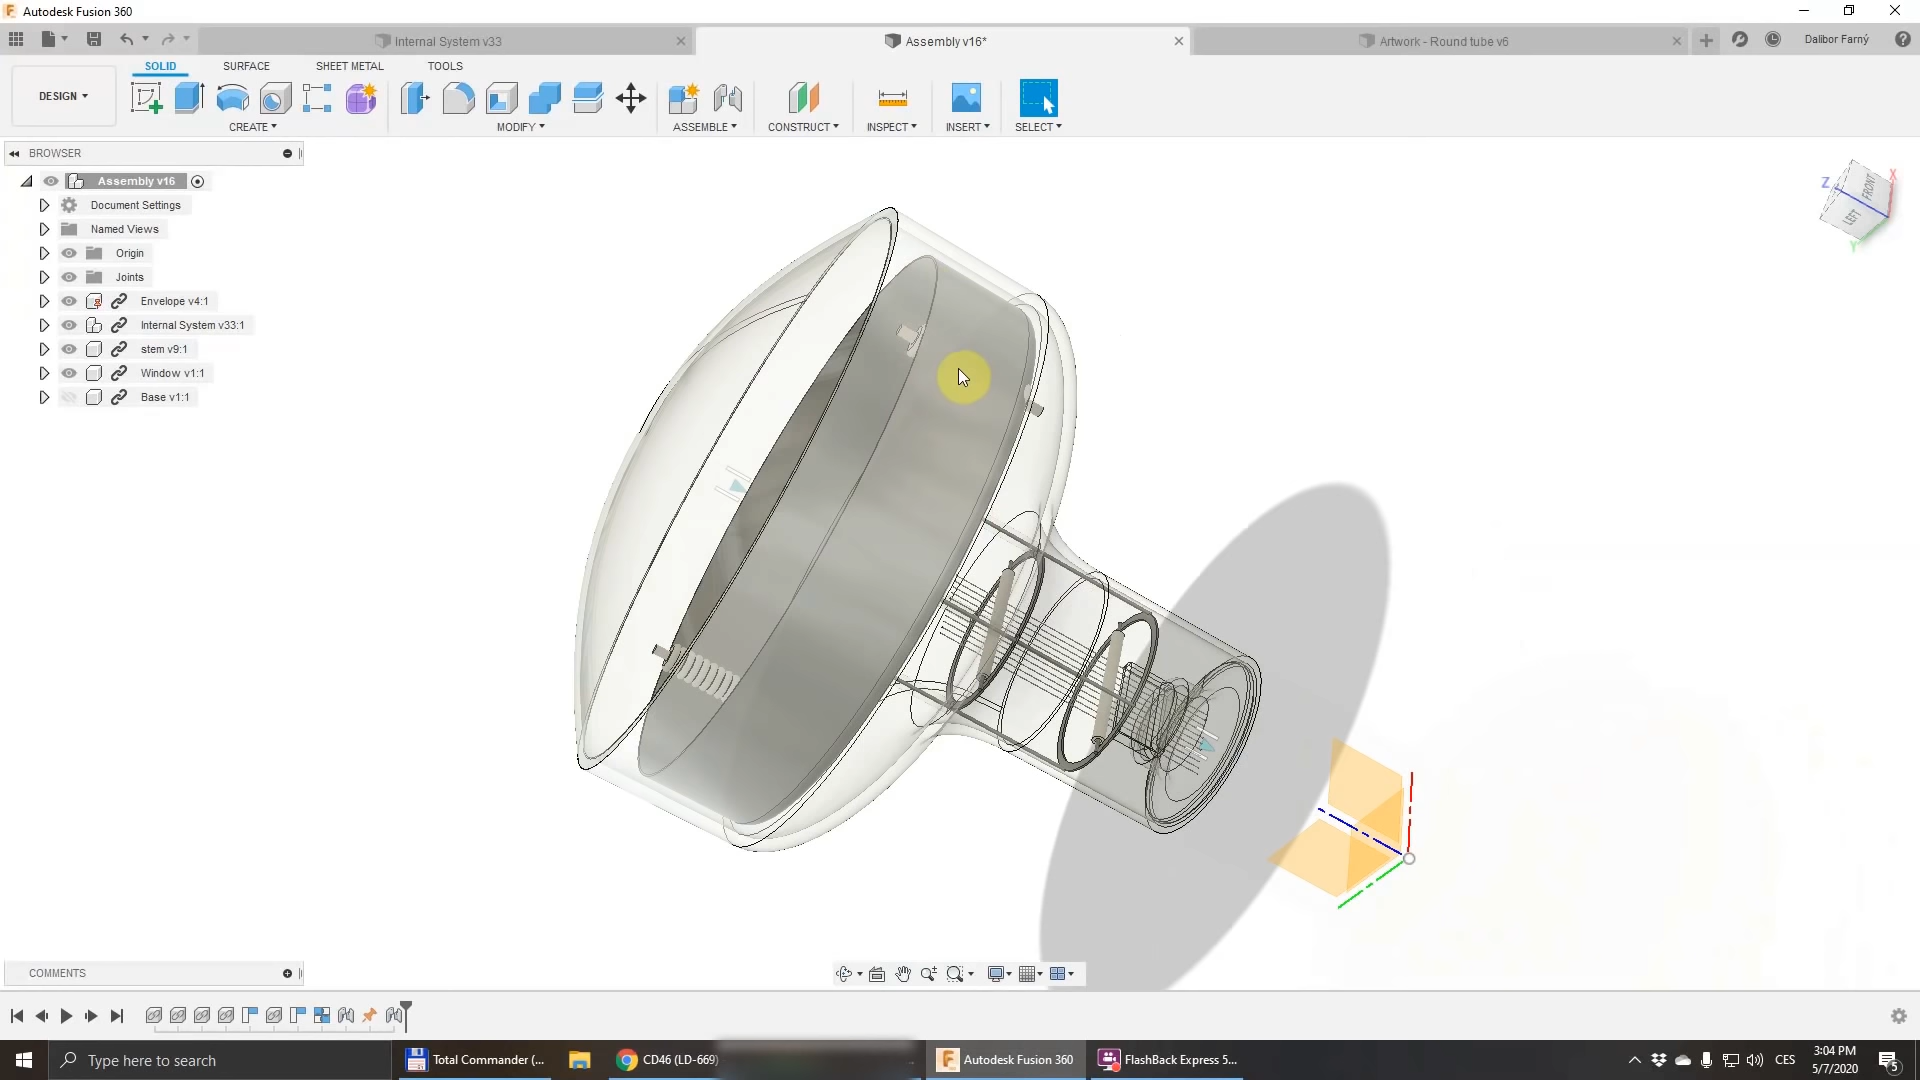 Autodesk Fusion 360
Internal System v33
Assembly v16*
Artwork - Round tube v6
Dalibor Farný
SOLID
SURFACE
SHEET METAL
TOOLS
DESIGN
CREATE
MODIFY
ASSEMBLE
CONSTRUCT
INSPECT
INSERT
SELECT
BROWSER
Assembly v16
Document Settings
Named Views
Origin
Joints
Envelope v4:1
Internal System v33:1
stem v9:1
Window v1:1
Base v1:1
Z
X
Y
FRONT
LEFT
COMMENTS
Type here to search
Total Commander (...
CD46 (LD-669)
Autodesk Fusion 360
FlashBack Express 5...
CES
3:04 PM
5/7/2020
5